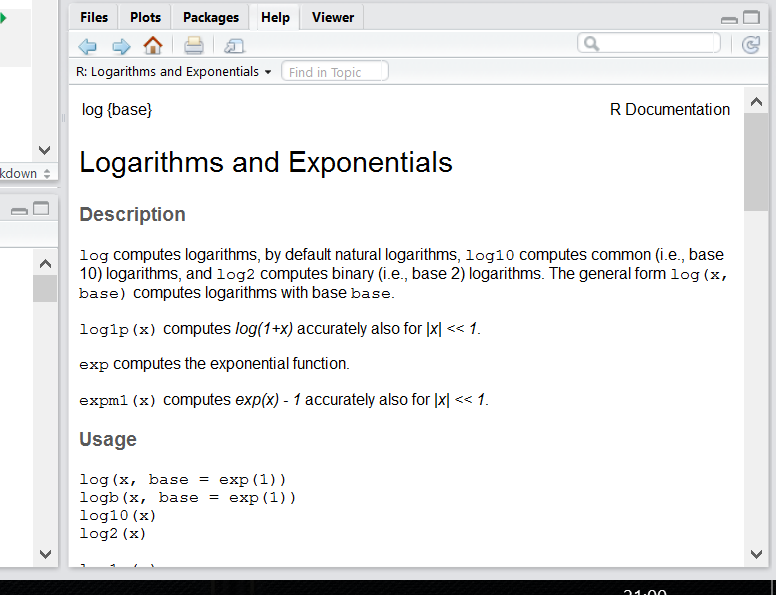 Files Plots Packages Help Viewer
R: Logarithms and Exponentials Find in Topic
log {base} R Documentation
Logarithms and Exponentials
Description
log computes logarithms, by default natural logarithms, log10 computes common (i.e., base
10) logarithms, and log2 computes binary (i.e., base 2) logarithms. The general form log(x,
base) computes logarithms with base base.
log1p(x) computes log(1+x) accurately also for |x| << 1.
exp computes the exponential function.
expm1(x) computes exp(x) - 1 accurately also for |x| << 1.
Usage
log(x, base = exp(1))
logb(x, base = exp(1))
log10(x)
log2(x)
kdown